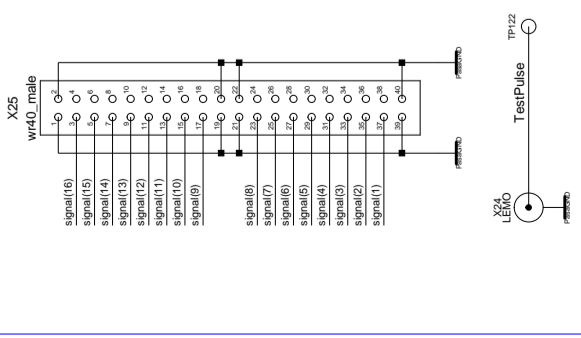 X25
wr40_male
2
4
6
8
10
12
14
16
18
20
22
24
26
28
30
32
34
36
38
40
1
3
5
7
9
11
13
15
17
19
21
23
25
27
29
31
33
35
37
39
signal(16)
signal(15)
signal(14)
signal(13)
signal(12)
signal(11)
signal(10)
signal(9)
signal(8)
signal(7)
signal(6)
signal(5)
signal(4)
signal(3)
signal(2)
signal(1)
PassGND
PassGND
TP122
TestPulse
X24
LEMO
PassGND